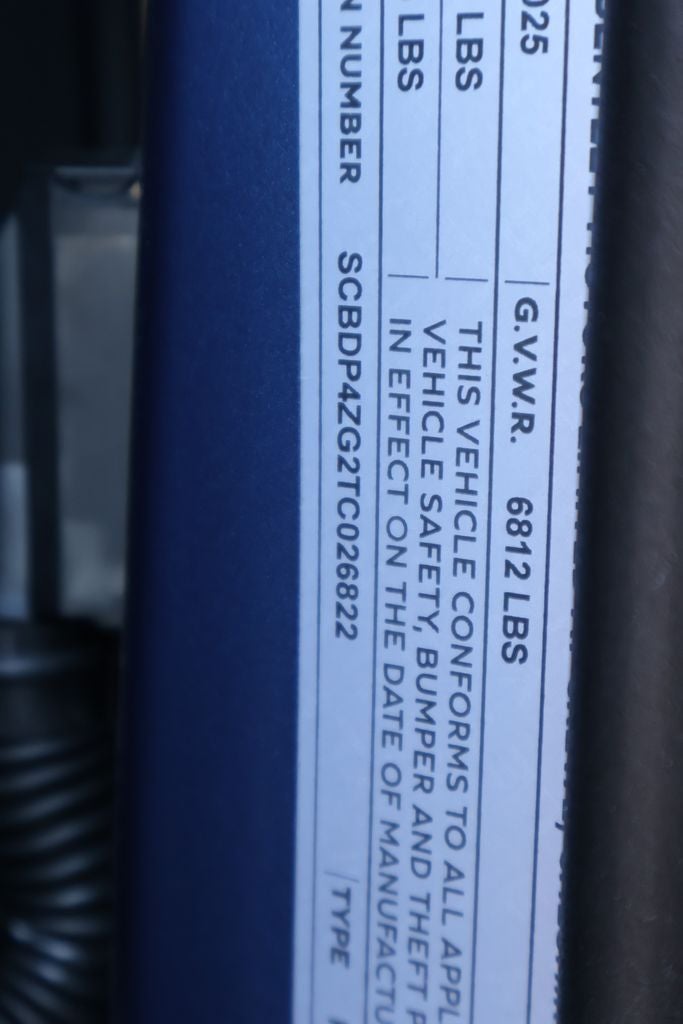 025
G.V.W.R. 6812 LBS
LBS
LBS
THIS VEHICLE CONFORMS TO ALL APPL
VEHICLE SAFETY, BUMPER AND THEFT P
IN EFFECT ON THE DATE OF MANUFACTU
N NUMBER SCBDP4ZG2TC026822
TYPE